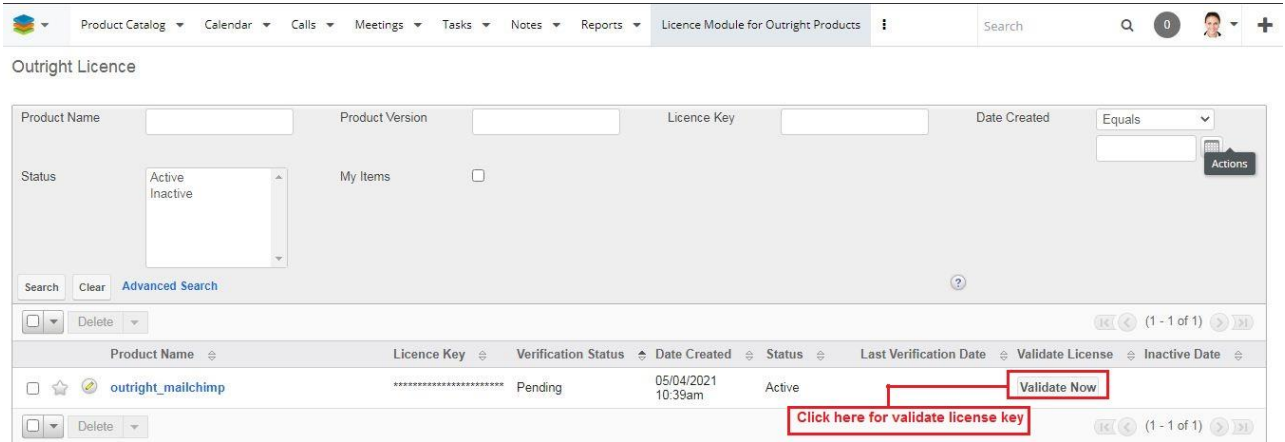 Product Catalog Calendar Calls Meetings Tasks Notes Reports Licence Module for Outright Products Search 0
Outright Licence
Product Name Product Version Licence Key Date Created Equals
Actions
Status Active My Items
Inactive
Search Clear Advanced Search ?
Delete (1 - 1 of 1)
Product Name Licence Key Verification Status Date Created Status Last Verification Date Validate License Inactive Date
outright_mailchimp *********************** Pending 05/04/2021 Active Validate Now
10:39am
Click here for validate license key
Delete (1 - 1 of 1)